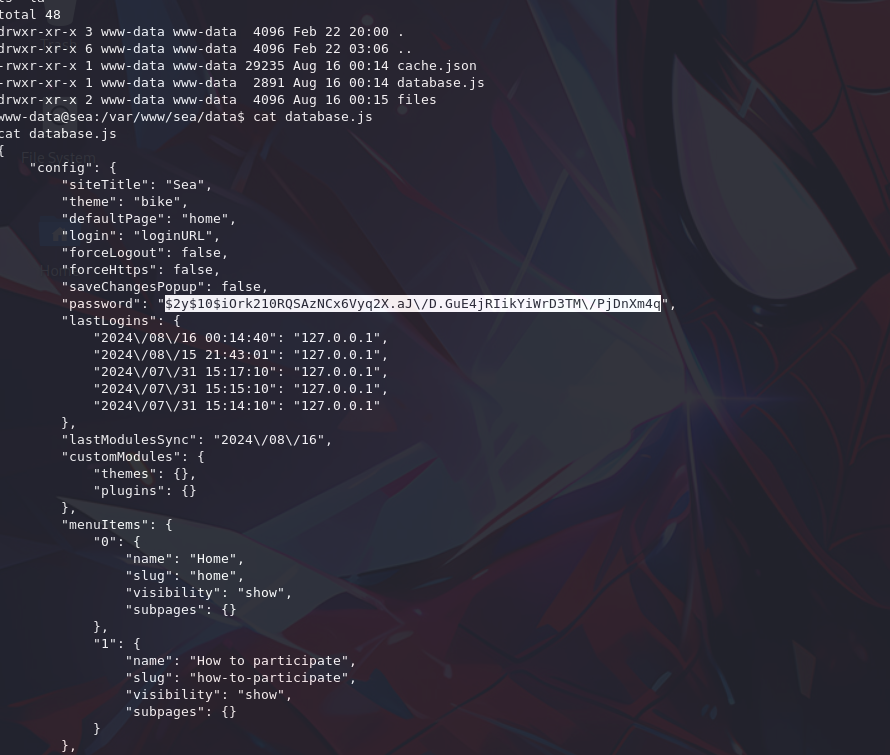 total 48
drwxr-xr-x 3 www-data www-data  4096 Feb 22 20:00 .
drwxr-xr-x 6 www-data www-data  4096 Feb 22 03:06 ..
-rwxr-xr-x 1 www-data www-data 29235 Aug 16 00:14 cache.json
-rwxr-xr-x 1 www-data www-data  2891 Aug 16 00:14 database.js
drwxr-xr-x 2 www-data www-data  4096 Aug 16 00:15 files
www-data@sea:/var/www/sea/data$ cat database.js
cat database.js
{
File System
    "config": {
        "siteTitle": "Sea",
        "theme": "bike",
        "defaultPage": "home",
        "login": "loginURL",
        "forceLogout": false,
        "forceHttps": false,
        "saveChangesPopup": false,
        "password": "$2y$10$iOrk210RQSAzNCx6Vyq2X.aJ\/D.GuE4jRIikYiWrD3TM\/PjDnXm4q",
        "lastLogins": {
            "2024\/08\/16 00:14:40": "127.0.0.1",
            "2024\/08\/15 21:43:01": "127.0.0.1",
            "2024\/07\/31 15:17:10": "127.0.0.1",
            "2024\/07\/31 15:15:10": "127.0.0.1",
            "2024\/07\/31 15:14:10": "127.0.0.1"
        },
        "lastModulesSync": "2024\/08\/16",
        "customModules": {
            "themes": {},
            "plugins": {}
        },
        "menuItems": {
            "0": {
                "name": "Home",
                "slug": "home",
                "visibility": "show",
                "subpages": {}
            },
            "1": {
                "name": "How to participate",
                "slug": "how-to-participate",
                "visibility": "show",
                "subpages": {}
            }
        },